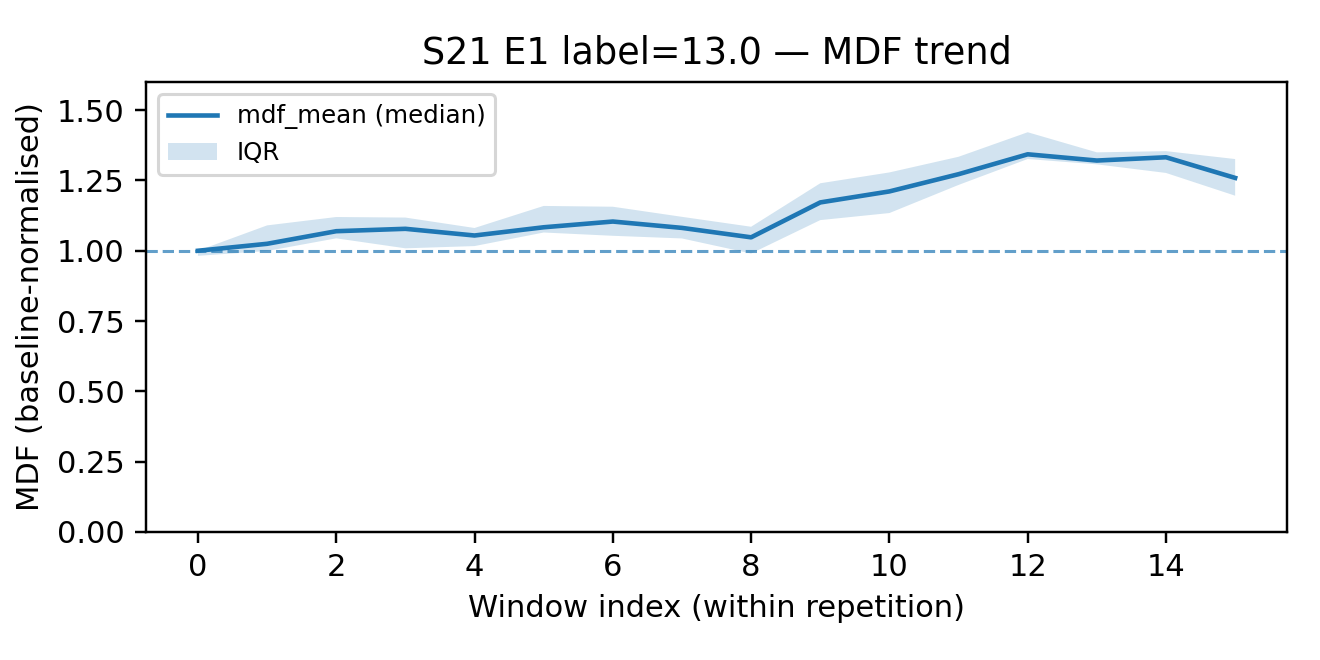 S21 E1 label=13.0 — MDF trend
mdf_mean (median)
IQR
MDF (baseline-normalised)
1.50
1.25
1.00
0.75
0.50
0.25
0.00
0 2 4 6 8 10 12 14
Window index (within repetition)